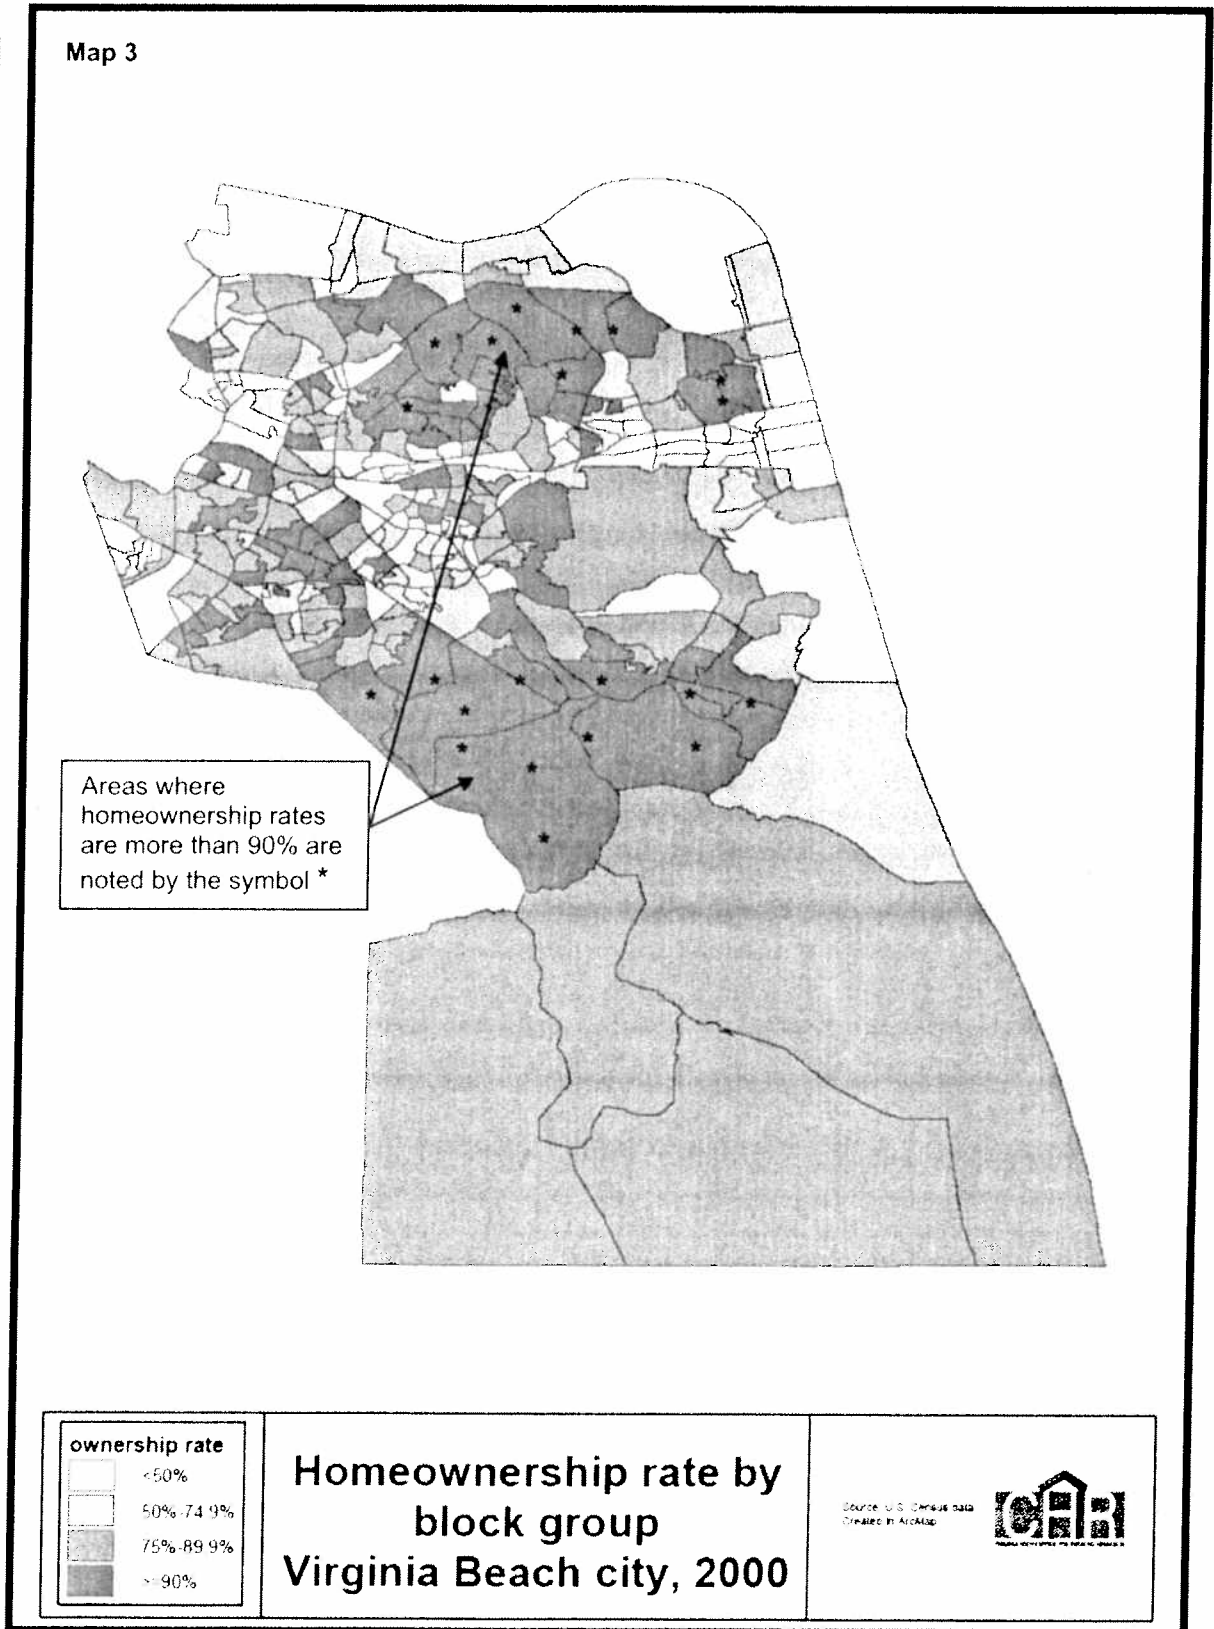 Map 3
Areas where
homeownership rates
are more than 90% are
noted by the symbol *
ownership rate
<50%
50%-74.9%
75%-89.9%
>=90%
Homeownership rate by
block group
Virginia Beach city, 2000
Source: U.S. Census data
Created in ArcMap